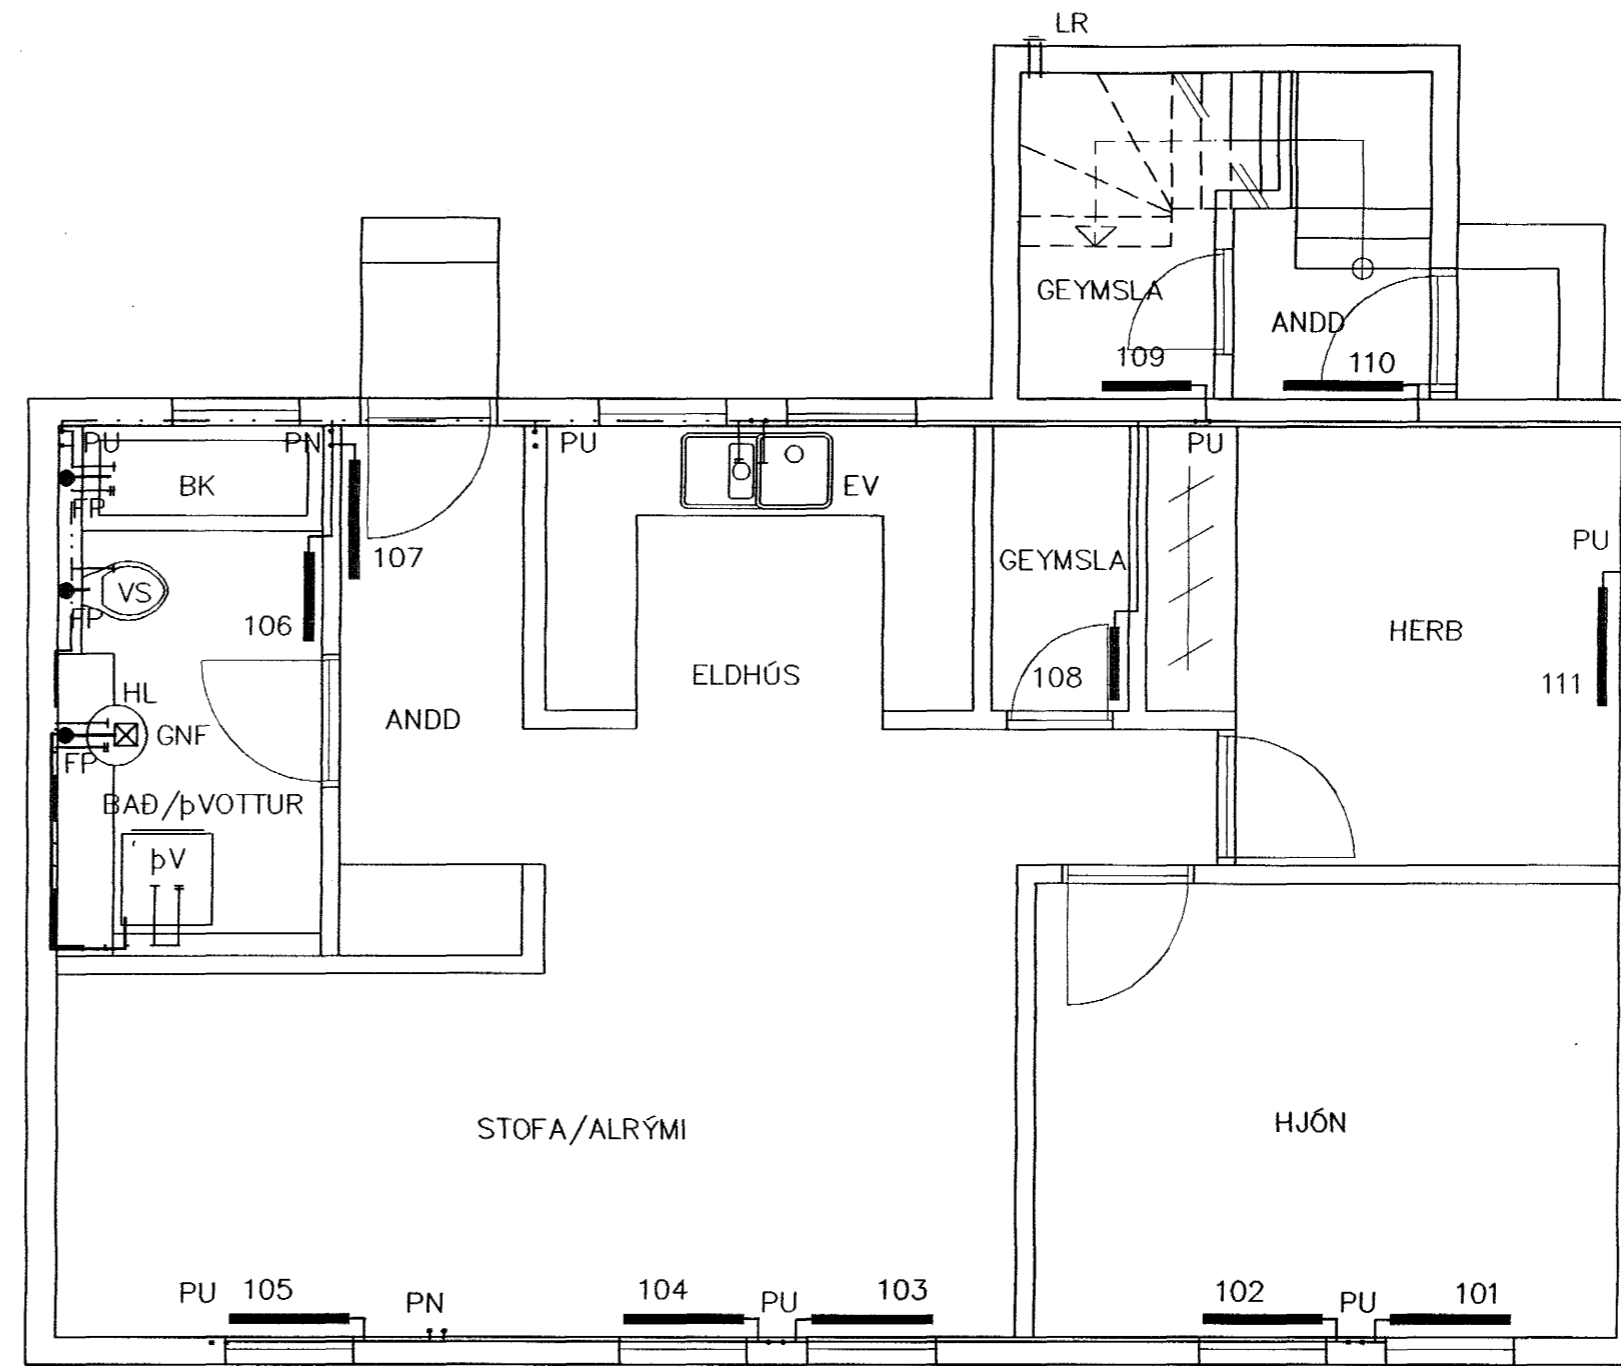 LR
GEYMSLA
ANDD
109
110
PU
PN
PU
PU
BK
EV
FP
107
GEYMSLA
PU
VS
FP
106
HERB
ELDHÚS
108
111
HL
ANDD
GNF
FP
BAÐ/ÞVOTTUR
ÞV
STOFA/ALRÝMI
HJÓN
PU
105
PN
104
PU
103
102
PU
101